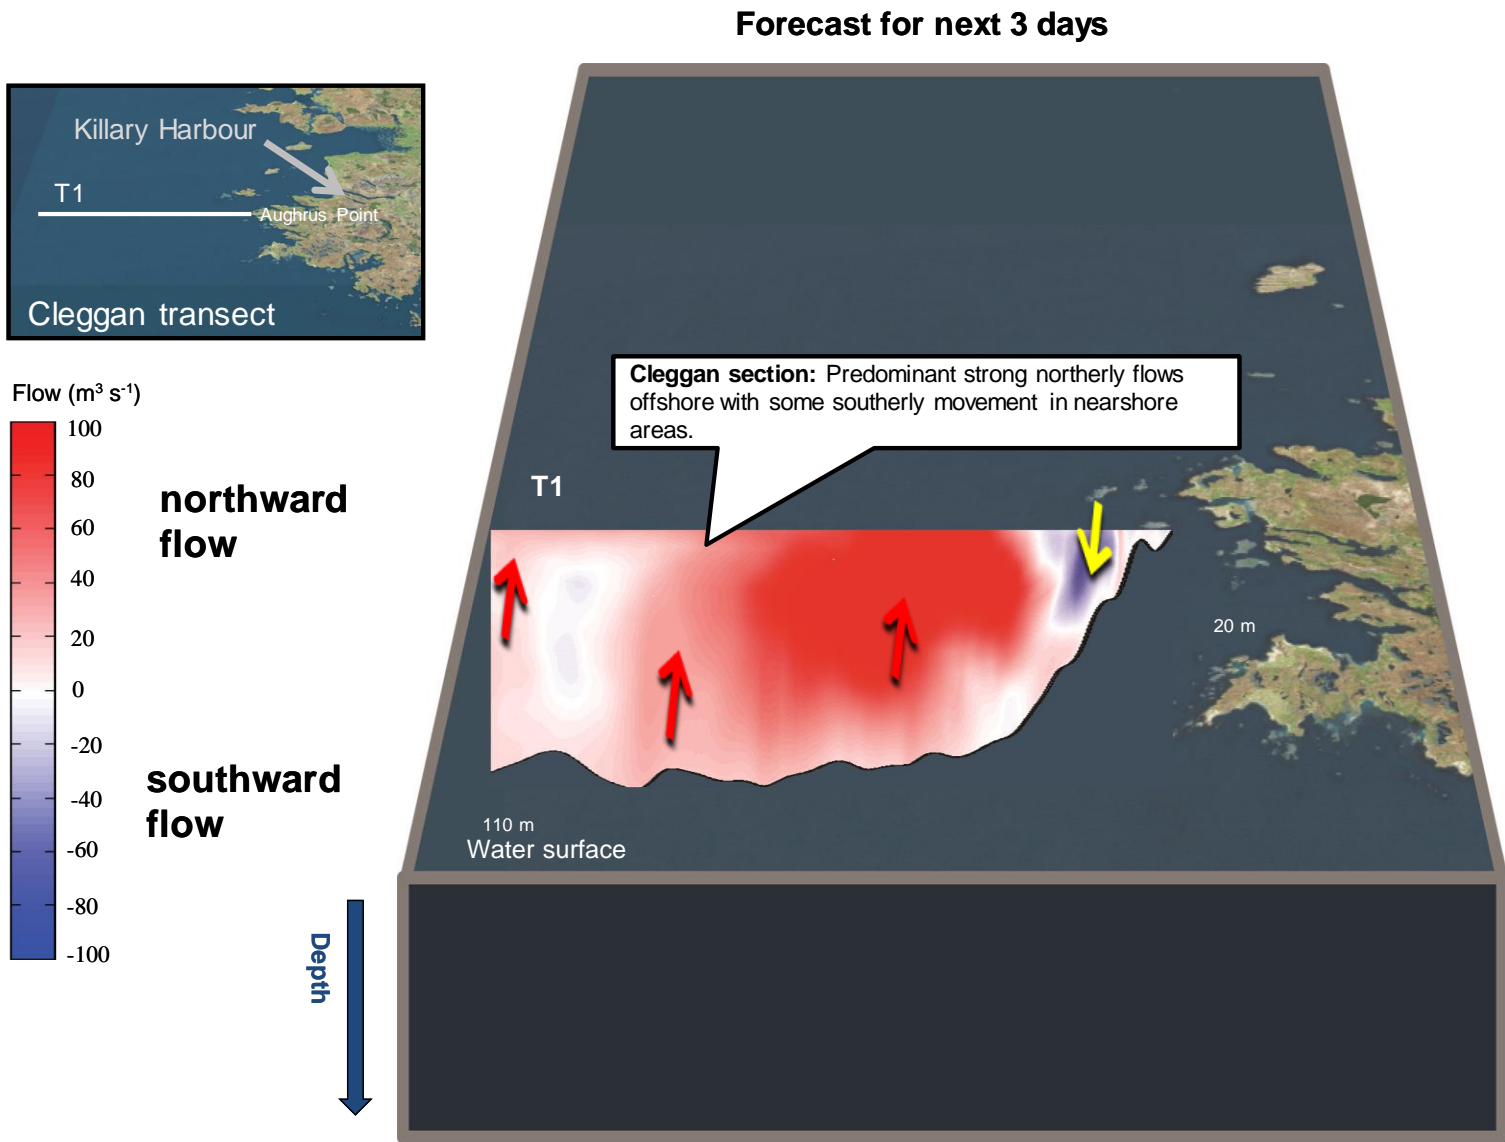 Forecast for next 3 days
Killary Harbour
T1
Aughrus Point
Cleggan transect
Flow (m³ s⁻¹)
100
80
60
40
20
0
-20
-40
-60
-80
-100
northward
flow
southward
flow
Cleggan section: Predominant strong northerly flows
offshore with some southerly movement in nearshore
areas.
T1
20 m
110 m
Water surface
Depth